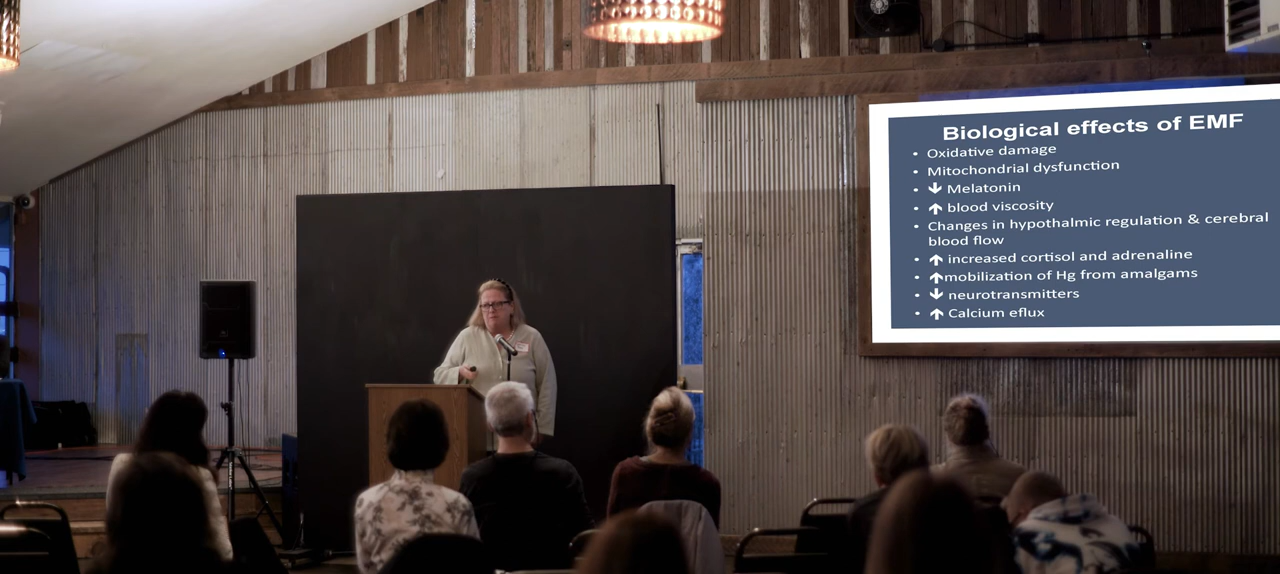 Biological effects of EMF
• Oxidative damage
• Mitochondrial dysfunction
• 🡇 Melatonin
• 🡅 blood viscosity
• Changes in hypothalmic regulation & cerebral
blood flow
• 🡅 increased cortisol and adrenaline
• 🡅mobilization of Hg from amalgams
• 🡇 neurotransmitters
• 🡅 Calcium eflux